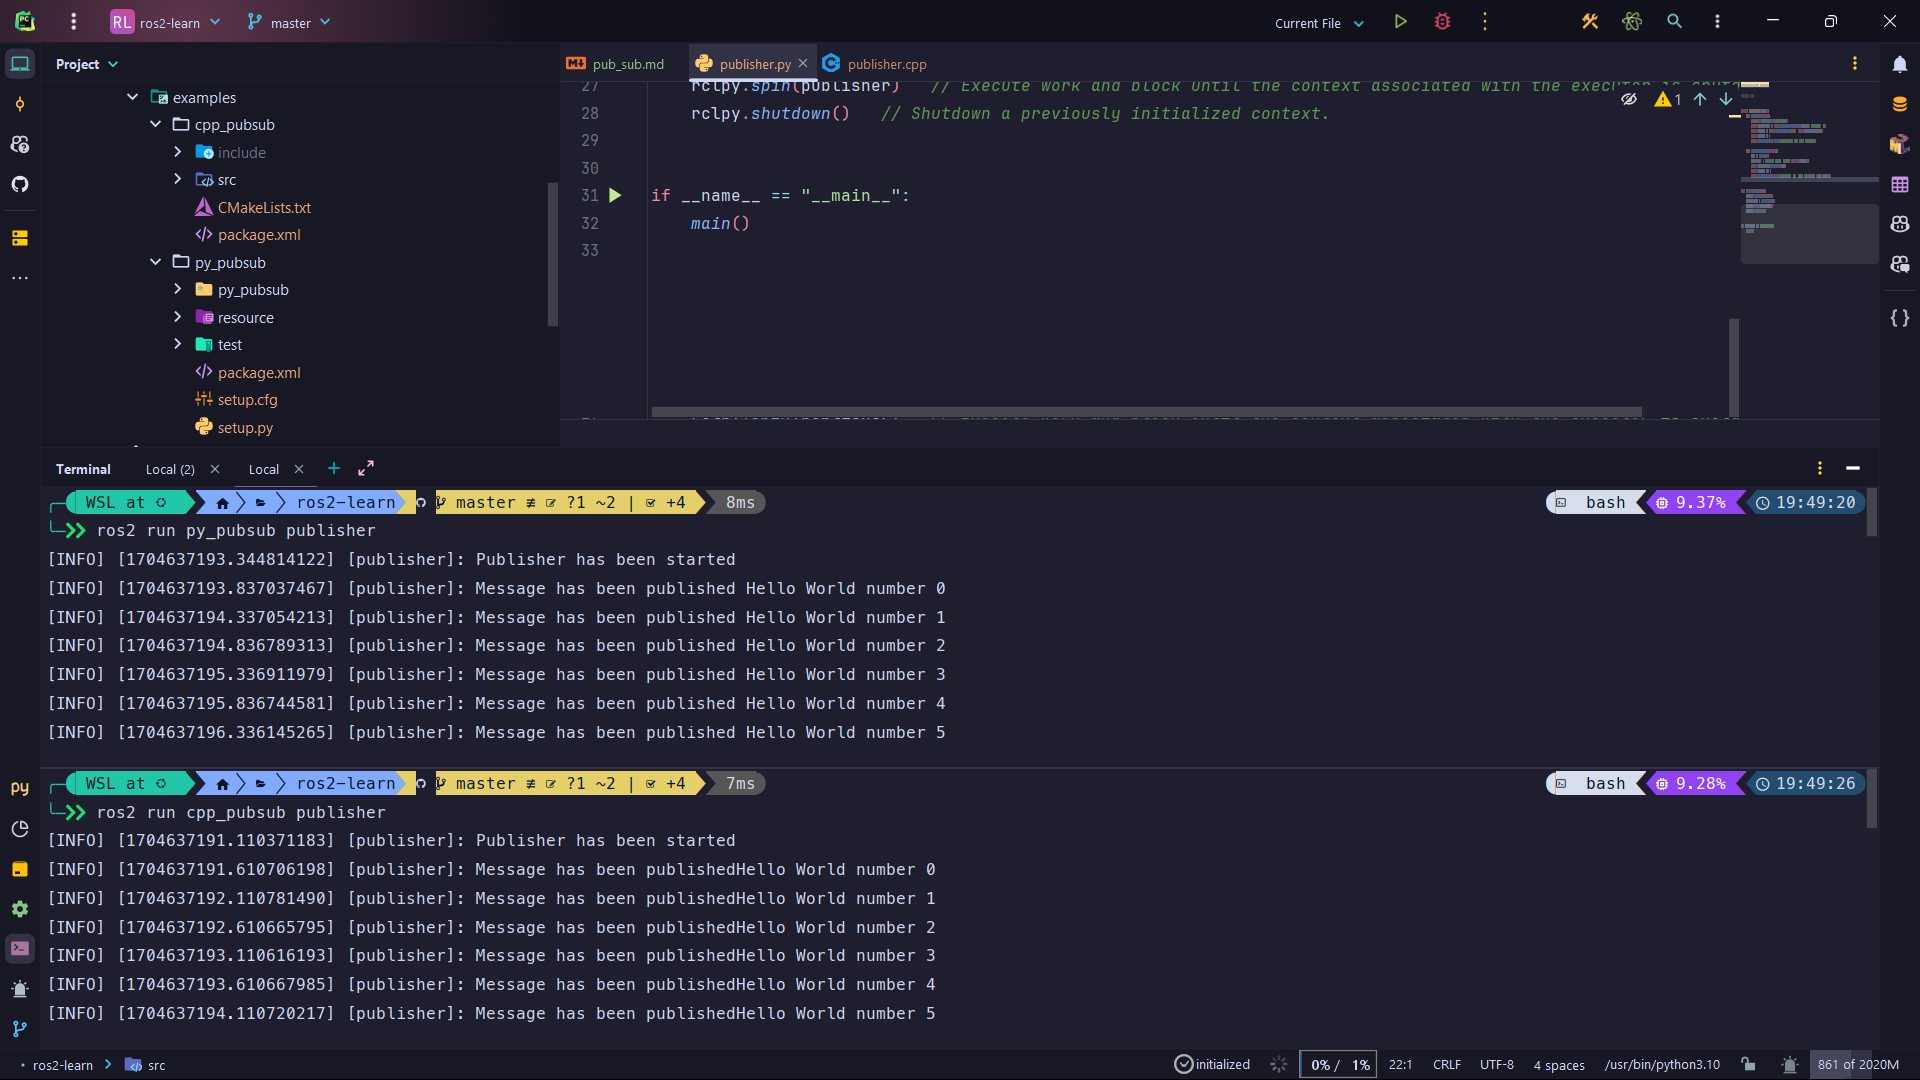 RL ros2-learn master Current File
Project
pub_sub.md publisher.py publisher.cpp
examples
cpp_pubsub
include
src
CMakeLists.txt
package.xml
py_pubsub
py_pubsub
resource
test
package.xml
setup.cfg
setup.py
27 rclpy.spin(publisher) // Execute work and block until the context associated with the executor is
28 rclpy.shutdown() // Shutdown a previously initialized context.
29
30
31 if __name__ == "__main__":
32 main()
33
1
Terminal Local (2) Local
WSL at ros2-learn master ≢ ?1 ~2 | +4 8ms bash 9.37% 19:49:20
ros2 run py_pubsub publisher
[INFO] [1704637193.344814122] [publisher]: Publisher has been started
[INFO] [1704637193.837037467] [publisher]: Message has been published Hello World number 0
[INFO] [1704637194.337054213] [publisher]: Message has been published Hello World number 1
[INFO] [1704637194.836789313] [publisher]: Message has been published Hello World number 2
[INFO] [1704637195.336911979] [publisher]: Message has been published Hello World number 3
[INFO] [1704637195.836744581] [publisher]: Message has been published Hello World number 4
[INFO] [1704637196.336145265] [publisher]: Message has been published Hello World number 5
WSL at ros2-learn master ≢ ?1 ~2 | +4 7ms bash 9.28% 19:49:26
ros2 run cpp_pubsub publisher
[INFO] [1704637191.110371183] [publisher]: Publisher has been started
[INFO] [1704637191.610706198] [publisher]: Message has been publishedHello World number 0
[INFO] [1704637192.110781490] [publisher]: Message has been publishedHello World number 1
[INFO] [1704637192.610665795] [publisher]: Message has been publishedHello World number 2
[INFO] [1704637193.110616193] [publisher]: Message has been publishedHello World number 3
[INFO] [1704637193.610667985] [publisher]: Message has been publishedHello World number 4
[INFO] [1704637194.110720217] [publisher]: Message has been publishedHello World number 5
ros2-learn src initialized 0% / 1% 22:1 CRLF UTF-8 4 spaces /usr/bin/python3.10 861 of 2020M